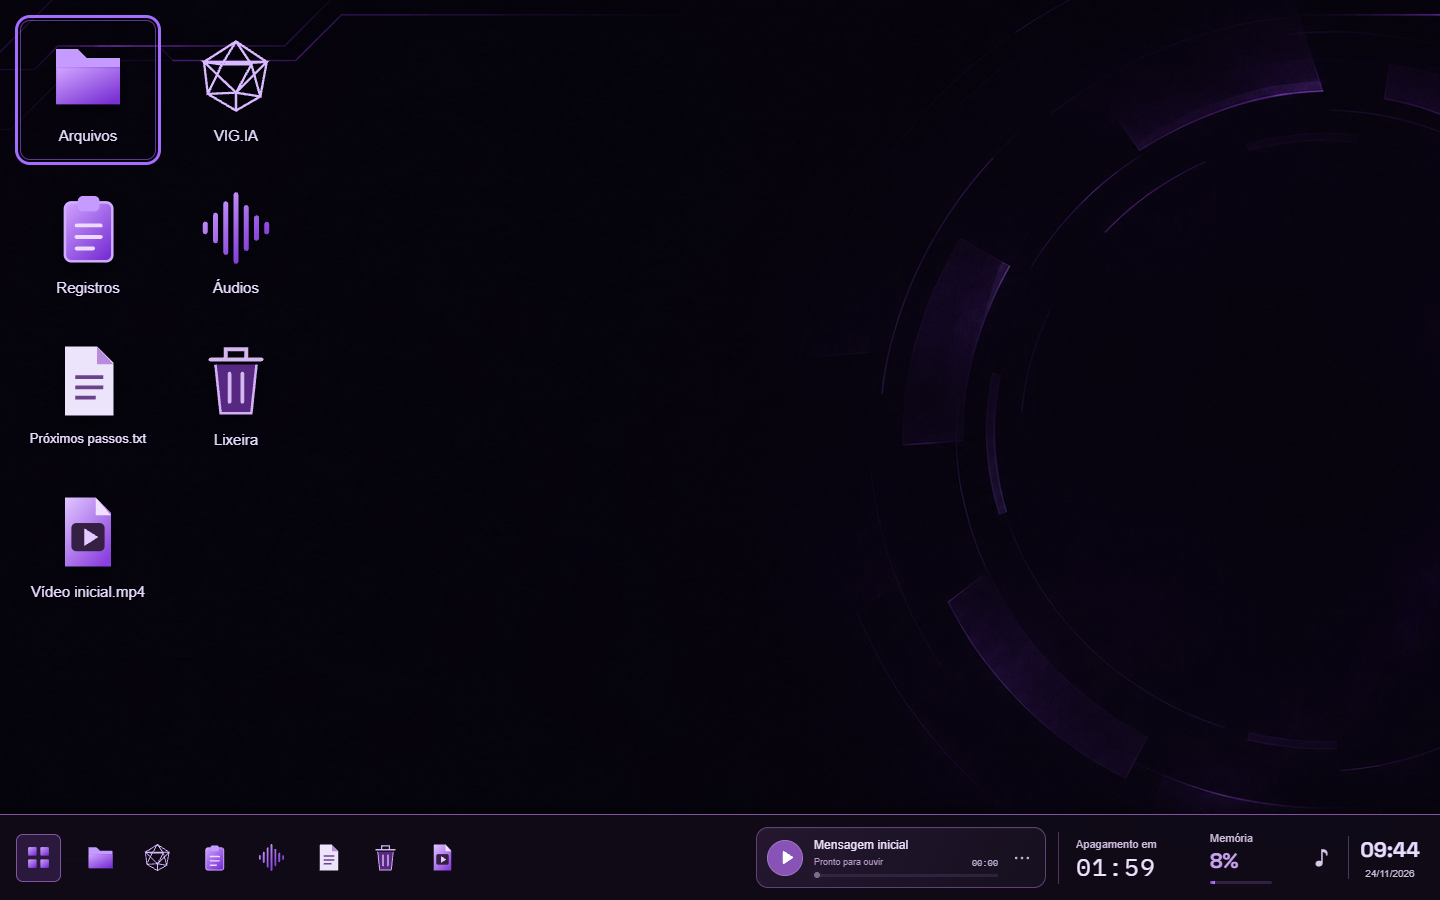 Arquivos
VIG.IA
Registros
Áudios
Próximos passos.txt
Lixeira
Vídeo inicial.mp4
Mensagem inicial
Pronto para ouvir
00:00
Apagamento em
01:59
Memória
8%
09:44
24/11/2026